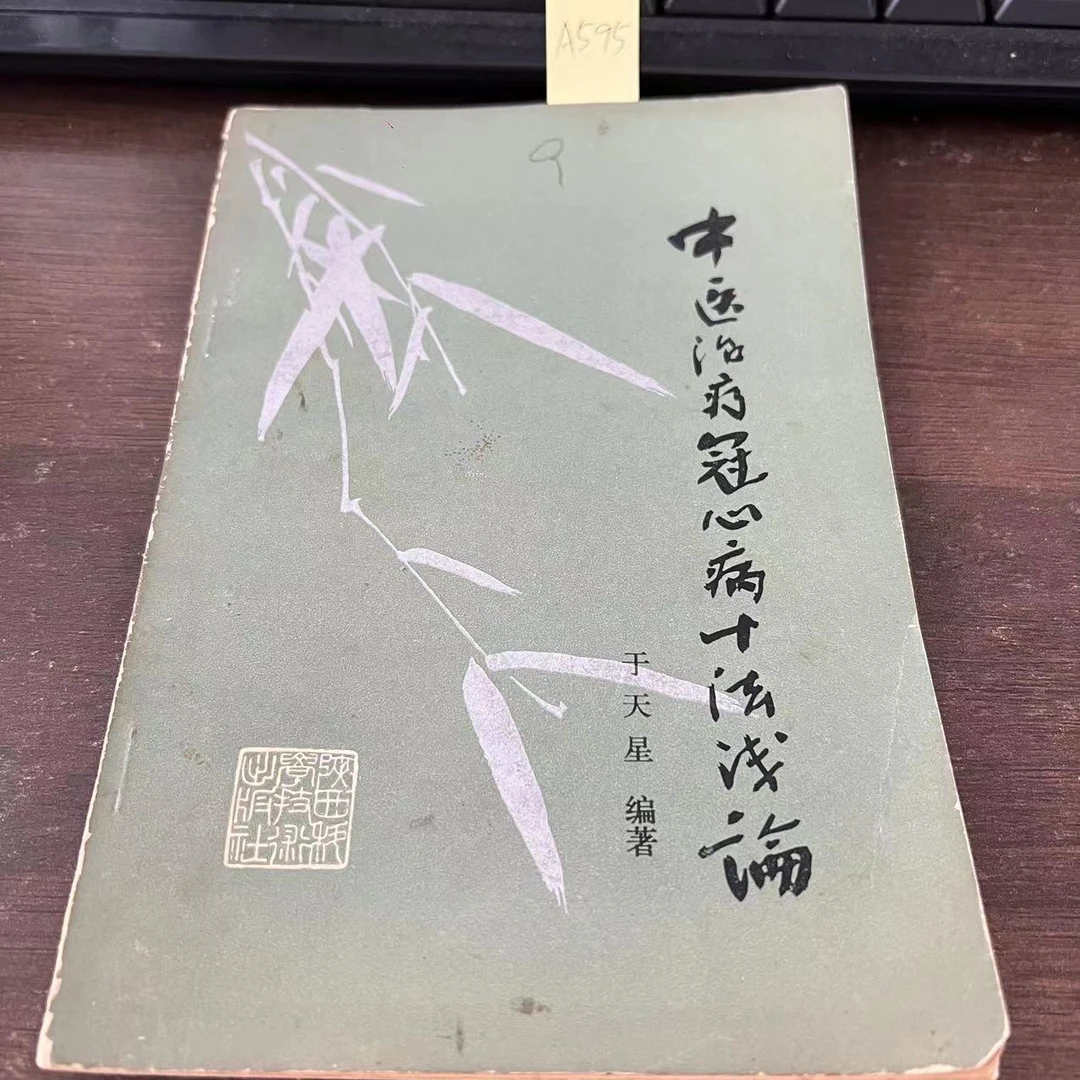 A595
9
中医治疗冠心病十法浅論
于天星 编著
陕西科
学技术
出版社